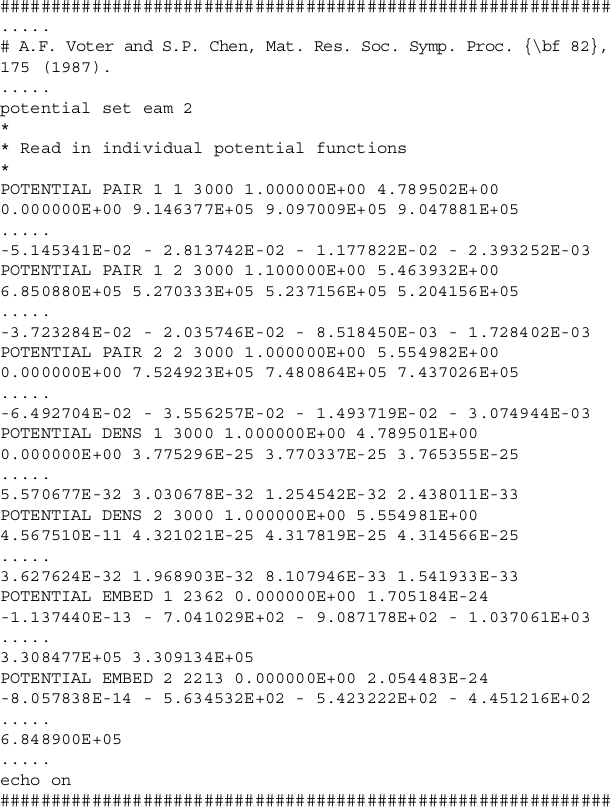 ############################################################
.....
# A.F. Voter and S.P. Chen, Mat. Res. Soc. Symp. Proc. {\bf 82},
175 (1987).
.....
potential set eam 2
*
* Read in individual potential functions
*
POTENTIAL PAIR 1 1 3000 1.000000E+00 4.789502E+00
0.000000E+00 9.146377E+05 9.097009E+05 9.047881E+05
.....
-5.145341E-02 - 2.813742E-02 - 1.177822E-02 - 2.393252E-03
POTENTIAL PAIR 1 2 3000 1.100000E+00 5.463932E+00
6.850880E+05 5.270333E+05 5.237156E+05 5.204156E+05
.....
-3.723284E-02 - 2.035746E-02 - 8.518450E-03 - 1.728402E-03
POTENTIAL PAIR 2 2 3000 1.000000E+00 5.554982E+00
0.000000E+00 7.524923E+05 7.480864E+05 7.437026E+05
.....
-6.492704E-02 - 3.556257E-02 - 1.493719E-02 - 3.074944E-03
POTENTIAL DENS 1 3000 1.000000E+00 4.789501E+00
0.000000E+00 3.775296E-25 3.770337E-25 3.765355E-25
.....
5.570677E-32 3.030678E-32 1.254542E-32 2.438011E-33
POTENTIAL DENS 2 3000 1.000000E+00 5.554981E+00
4.567510E-11 4.321021E-25 4.317819E-25 4.314566E-25
.....
3.627624E-32 1.968903E-32 8.107946E-33 1.541933E-33
POTENTIAL EMBED 1 2362 0.000000E+00 1.705184E-24
-1.137440E-13 - 7.041029E+02 - 9.087178E+02 - 1.037061E+03
.....
3.308477E+05 3.309134E+05
POTENTIAL EMBED 2 2213 0.000000E+00 2.054483E-24
-8.057838E-14 - 5.634532E+02 - 5.423222E+02 - 4.451216E+02
.....
6.848900E+05
.....
echo on
############################################################